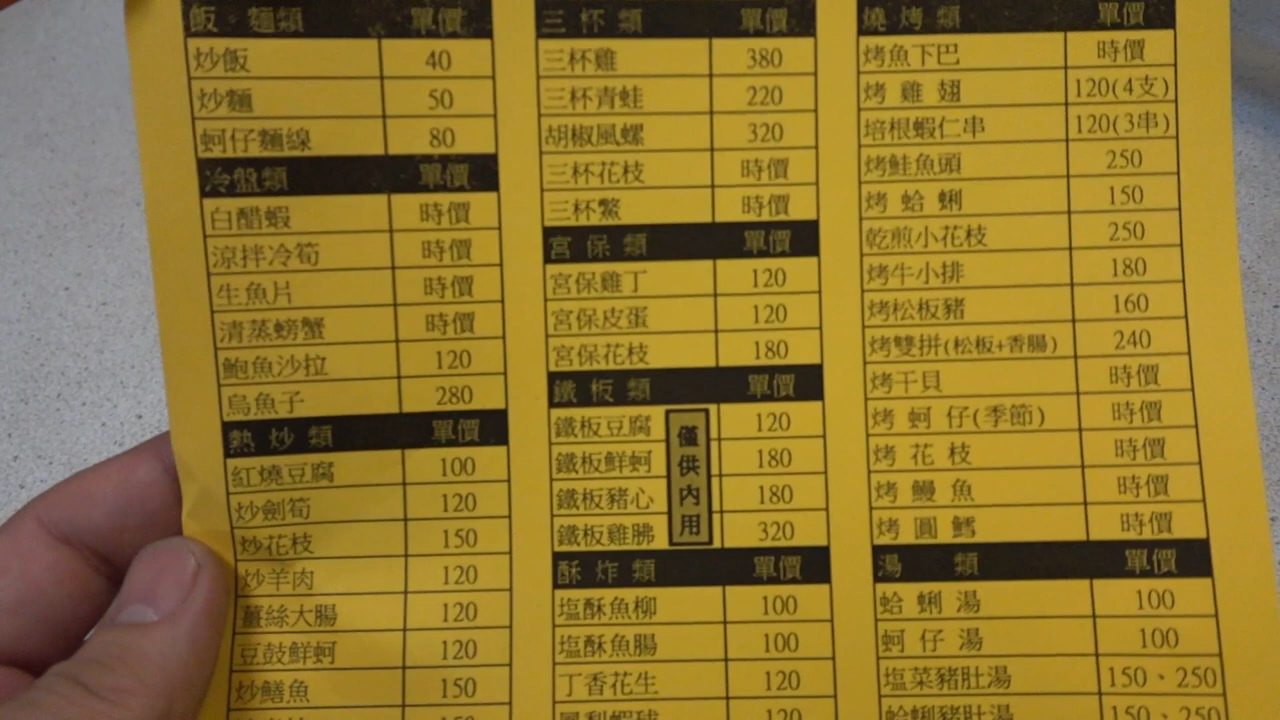 飯、麵類 單價
炒飯 40
炒麵 50
蚵仔麵線 80
冷盤類 單價
白醋蝦 時價
涼拌冷筍 時價
生魚片 時價
清蒸螃蟹 時價
鮑魚沙拉 120
烏魚子 280
熱炒類 單價
紅燒豆腐 100
炒劍筍 120
炒花枝 150
炒羊肉 120
薑絲大腸 120
豆鼓鮮蚵 120
炒鱔魚 150
三杯類 單價
三杯雞 380
三杯青蛙 220
胡椒風螺 320
三杯花枝 時價
三杯鱉 時價
宮保類 單價
宮保雞丁 120
宮保皮蛋 120
宮保花枝 180
鐵板類 單價
鐵板豆腐 120
鐵板鮮蚵 180
鐵板豬心 180
鐵板雞胇 320
僅供內用
酥炸類 單價
塩酥魚柳 100
塩酥魚腸 100
丁香花生 120
鳳梨蝦球 120
燒烤類 單價
烤魚下巴 時價
烤雞翅 120(4支)
培根蝦仁串 120(3串)
烤鮭魚頭 250
烤蛤蜊 150
乾煎小花枝 250
烤牛小排 180
烤松板豬 160
烤雙拼(松板+香腸) 240
烤干貝 時價
烤蚵仔(季節) 時價
烤花枝 時價
烤鰻魚 時價
烤圓鱈 時價
湯類 單價
蛤蜊湯 100
蚵仔湯 100
塩菜豬肚湯 150、250
蛤蜊豬肚湯 150、250